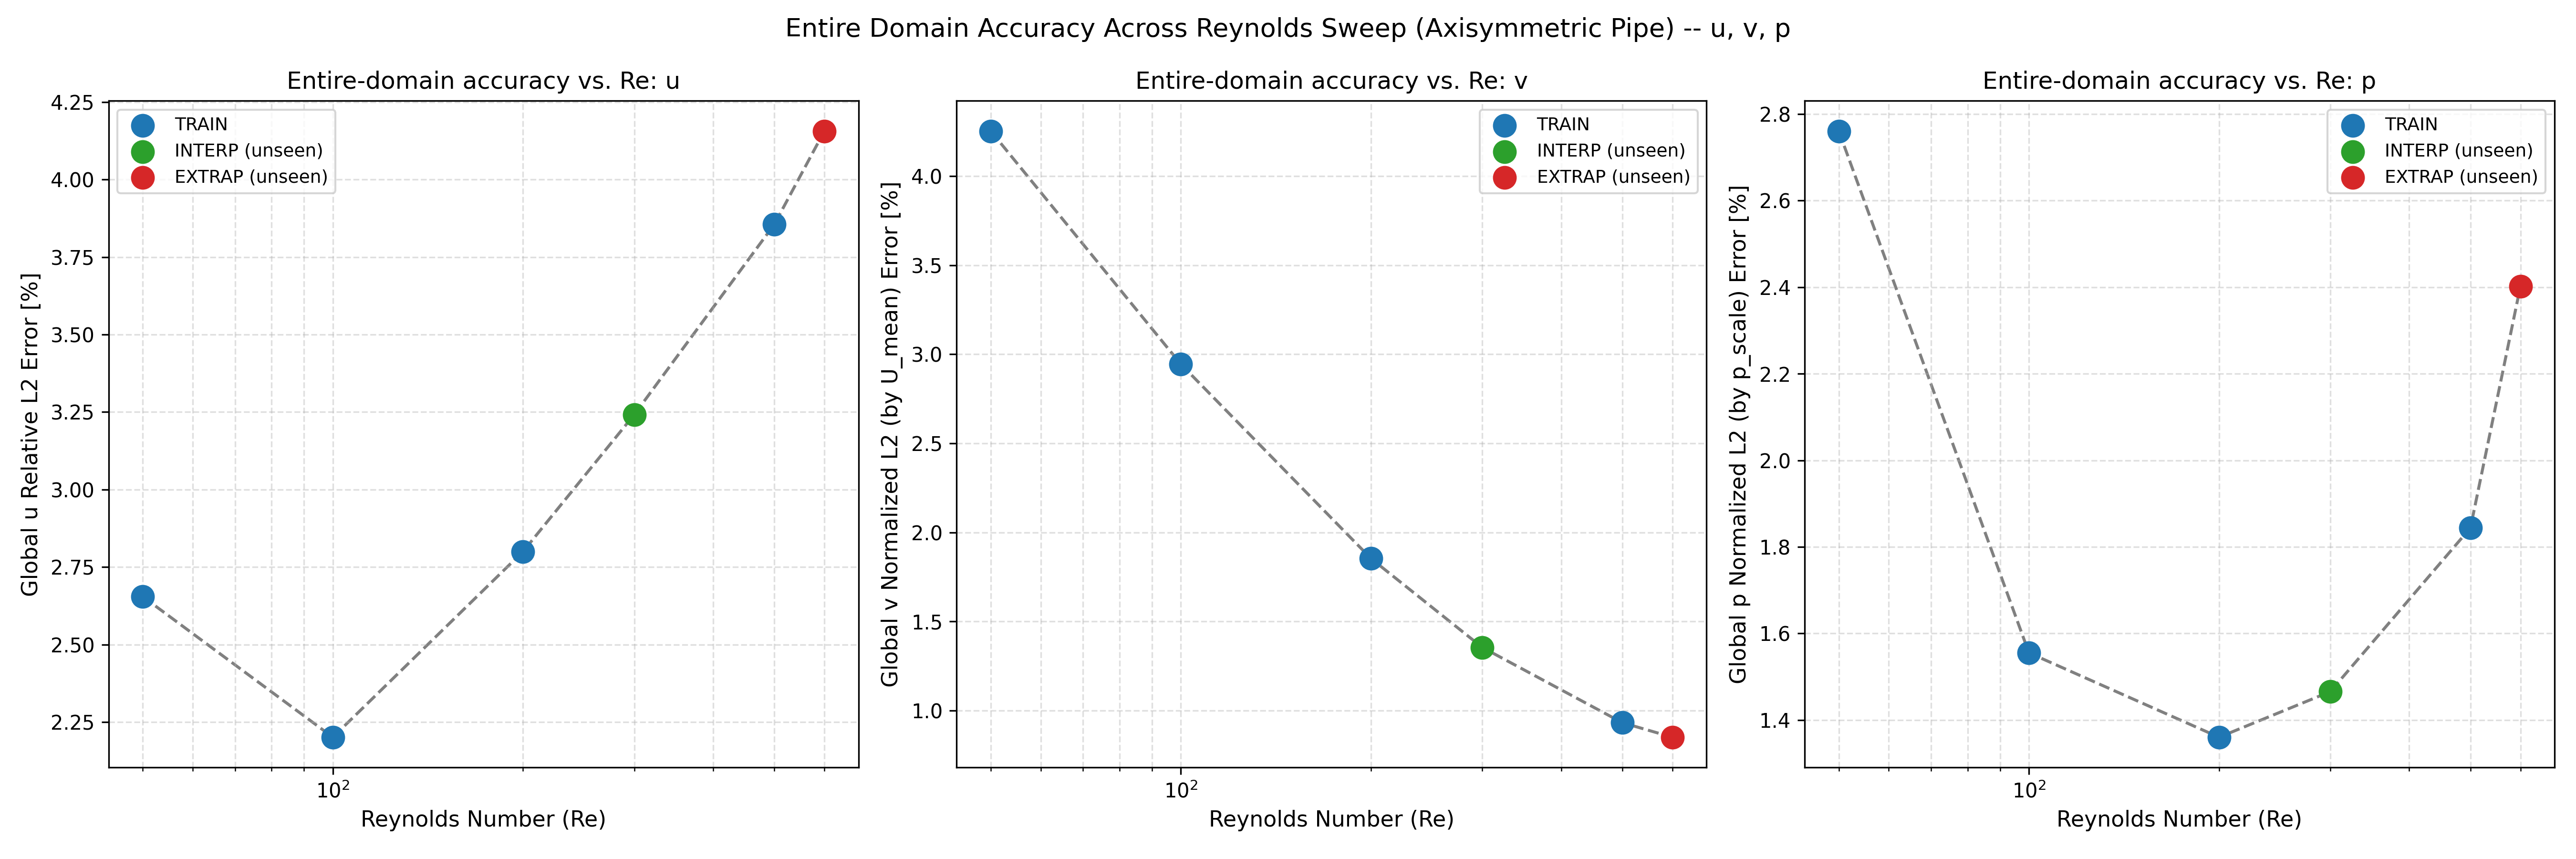 Entire Domain Accuracy Across Reynolds Sweep (Axisymmetric Pipe) -- u, v, p
Entire-domain accuracy vs. Re: u
Global u Relative L2 Error [%]
4.25
4.00
3.75
3.50
3.25
3.00
2.75
2.50
2.25
TRAIN
INTERP (unseen)
EXTRAP (unseen)
10²
Reynolds Number (Re)
Entire-domain accuracy vs. Re: v
Global v Normalized L2 (by U_mean) Error [%]
4.0
3.5
3.0
2.5
2.0
1.5
1.0
TRAIN
INTERP (unseen)
EXTRAP (unseen)
10²
Reynolds Number (Re)
Entire-domain accuracy vs. Re: p
Global p Normalized L2 (by p_scale) Error [%]
2.8
2.6
2.4
2.2
2.0
1.8
1.6
1.4
TRAIN
INTERP (unseen)
EXTRAP (unseen)
10²
Reynolds Number (Re)